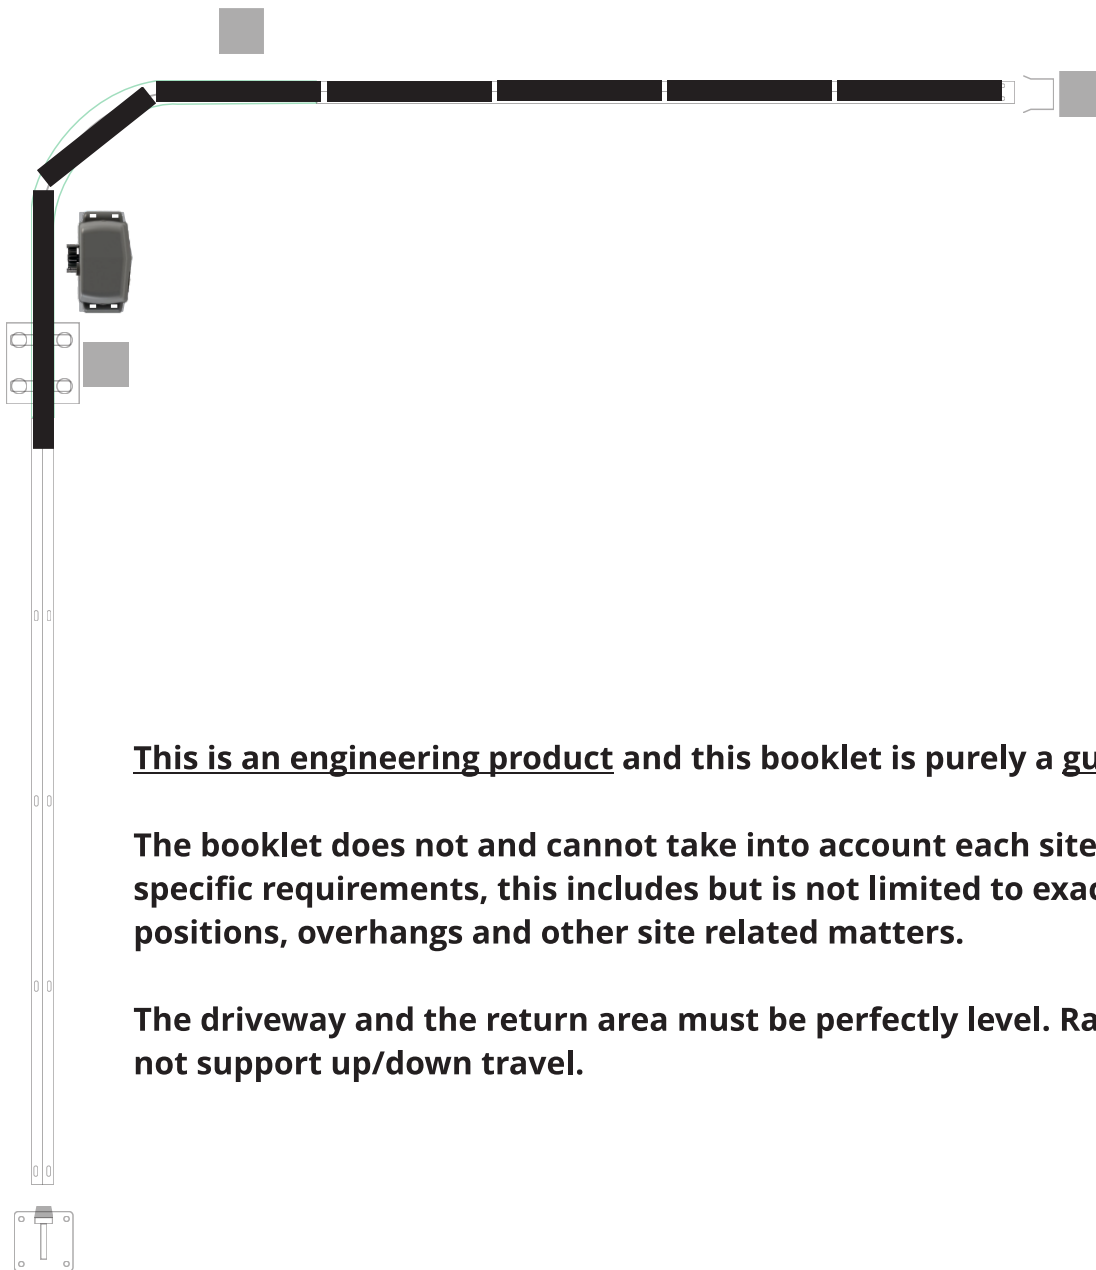 This is an engineering product and this booklet is purely a
The booklet does not and cannot take into account each site
specific requirements, this includes but is not limited to
positions, overhangs and other site related matters.
The driveway and the return area must be perfectly level.
not support up/down travel.